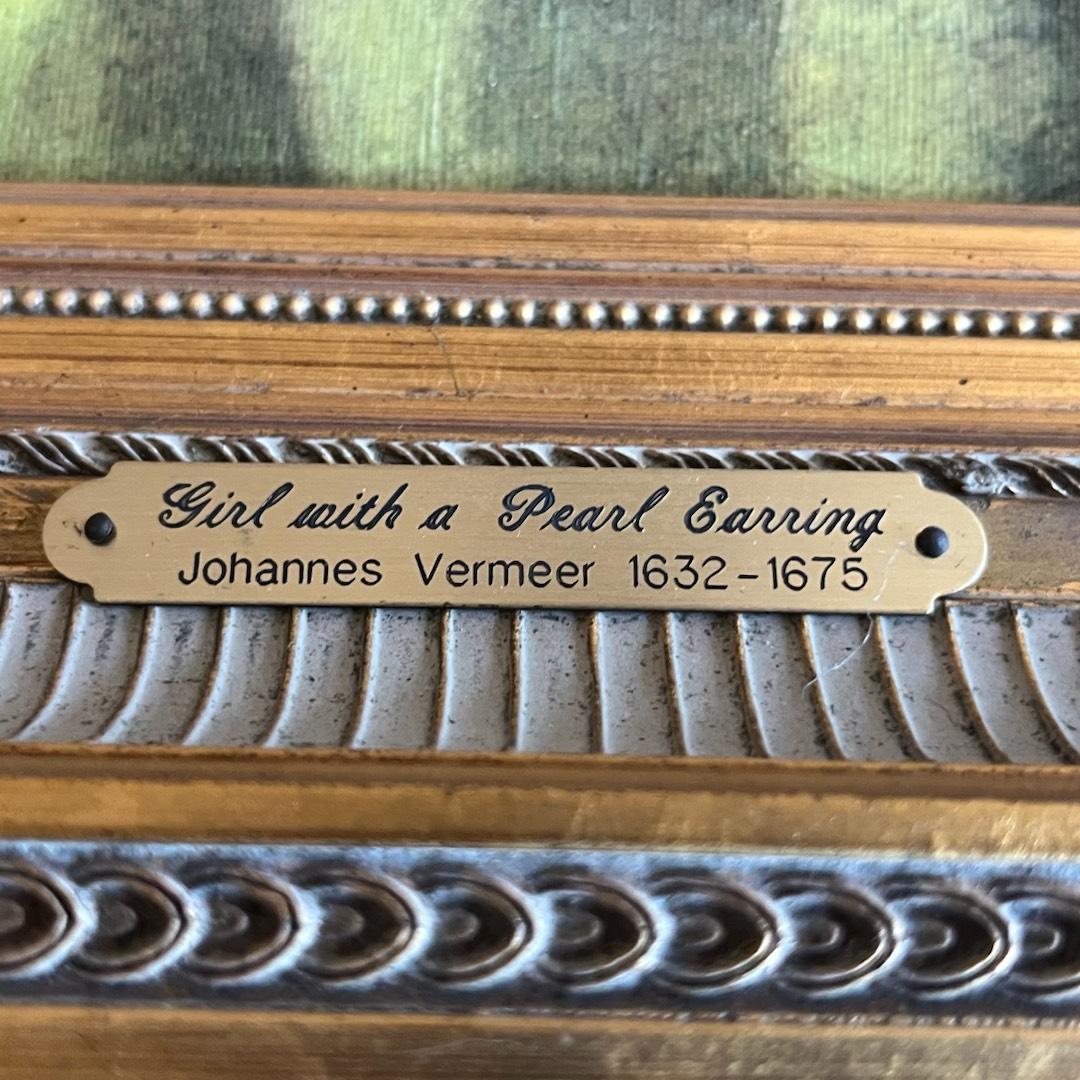 Girl with a Pearl Earring
Johannes Vermeer 1632-1675